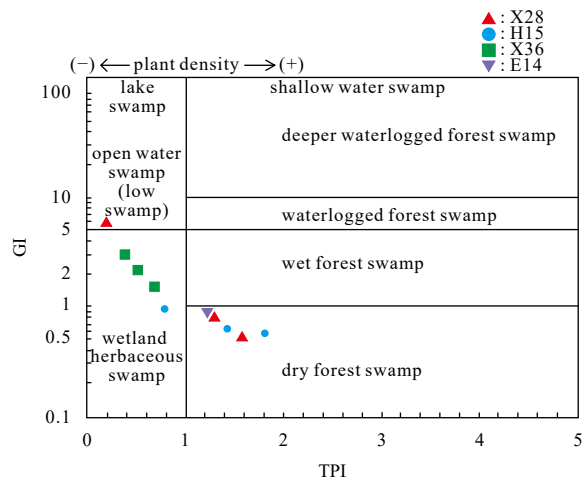 : X28
: H15
: X36
: E14
(−) ← plant density → (+)
100
10
5
2
1
0.5
0.1
GI
lake
swamp
open water
swamp
(low
swamp)
wetland
herbaceous
swamp
shallow water swamp
deeper waterlogged forest swamp
waterlogged forest swamp
wet forest swamp
dry forest swamp
0 1 2 3 4 5
TPI